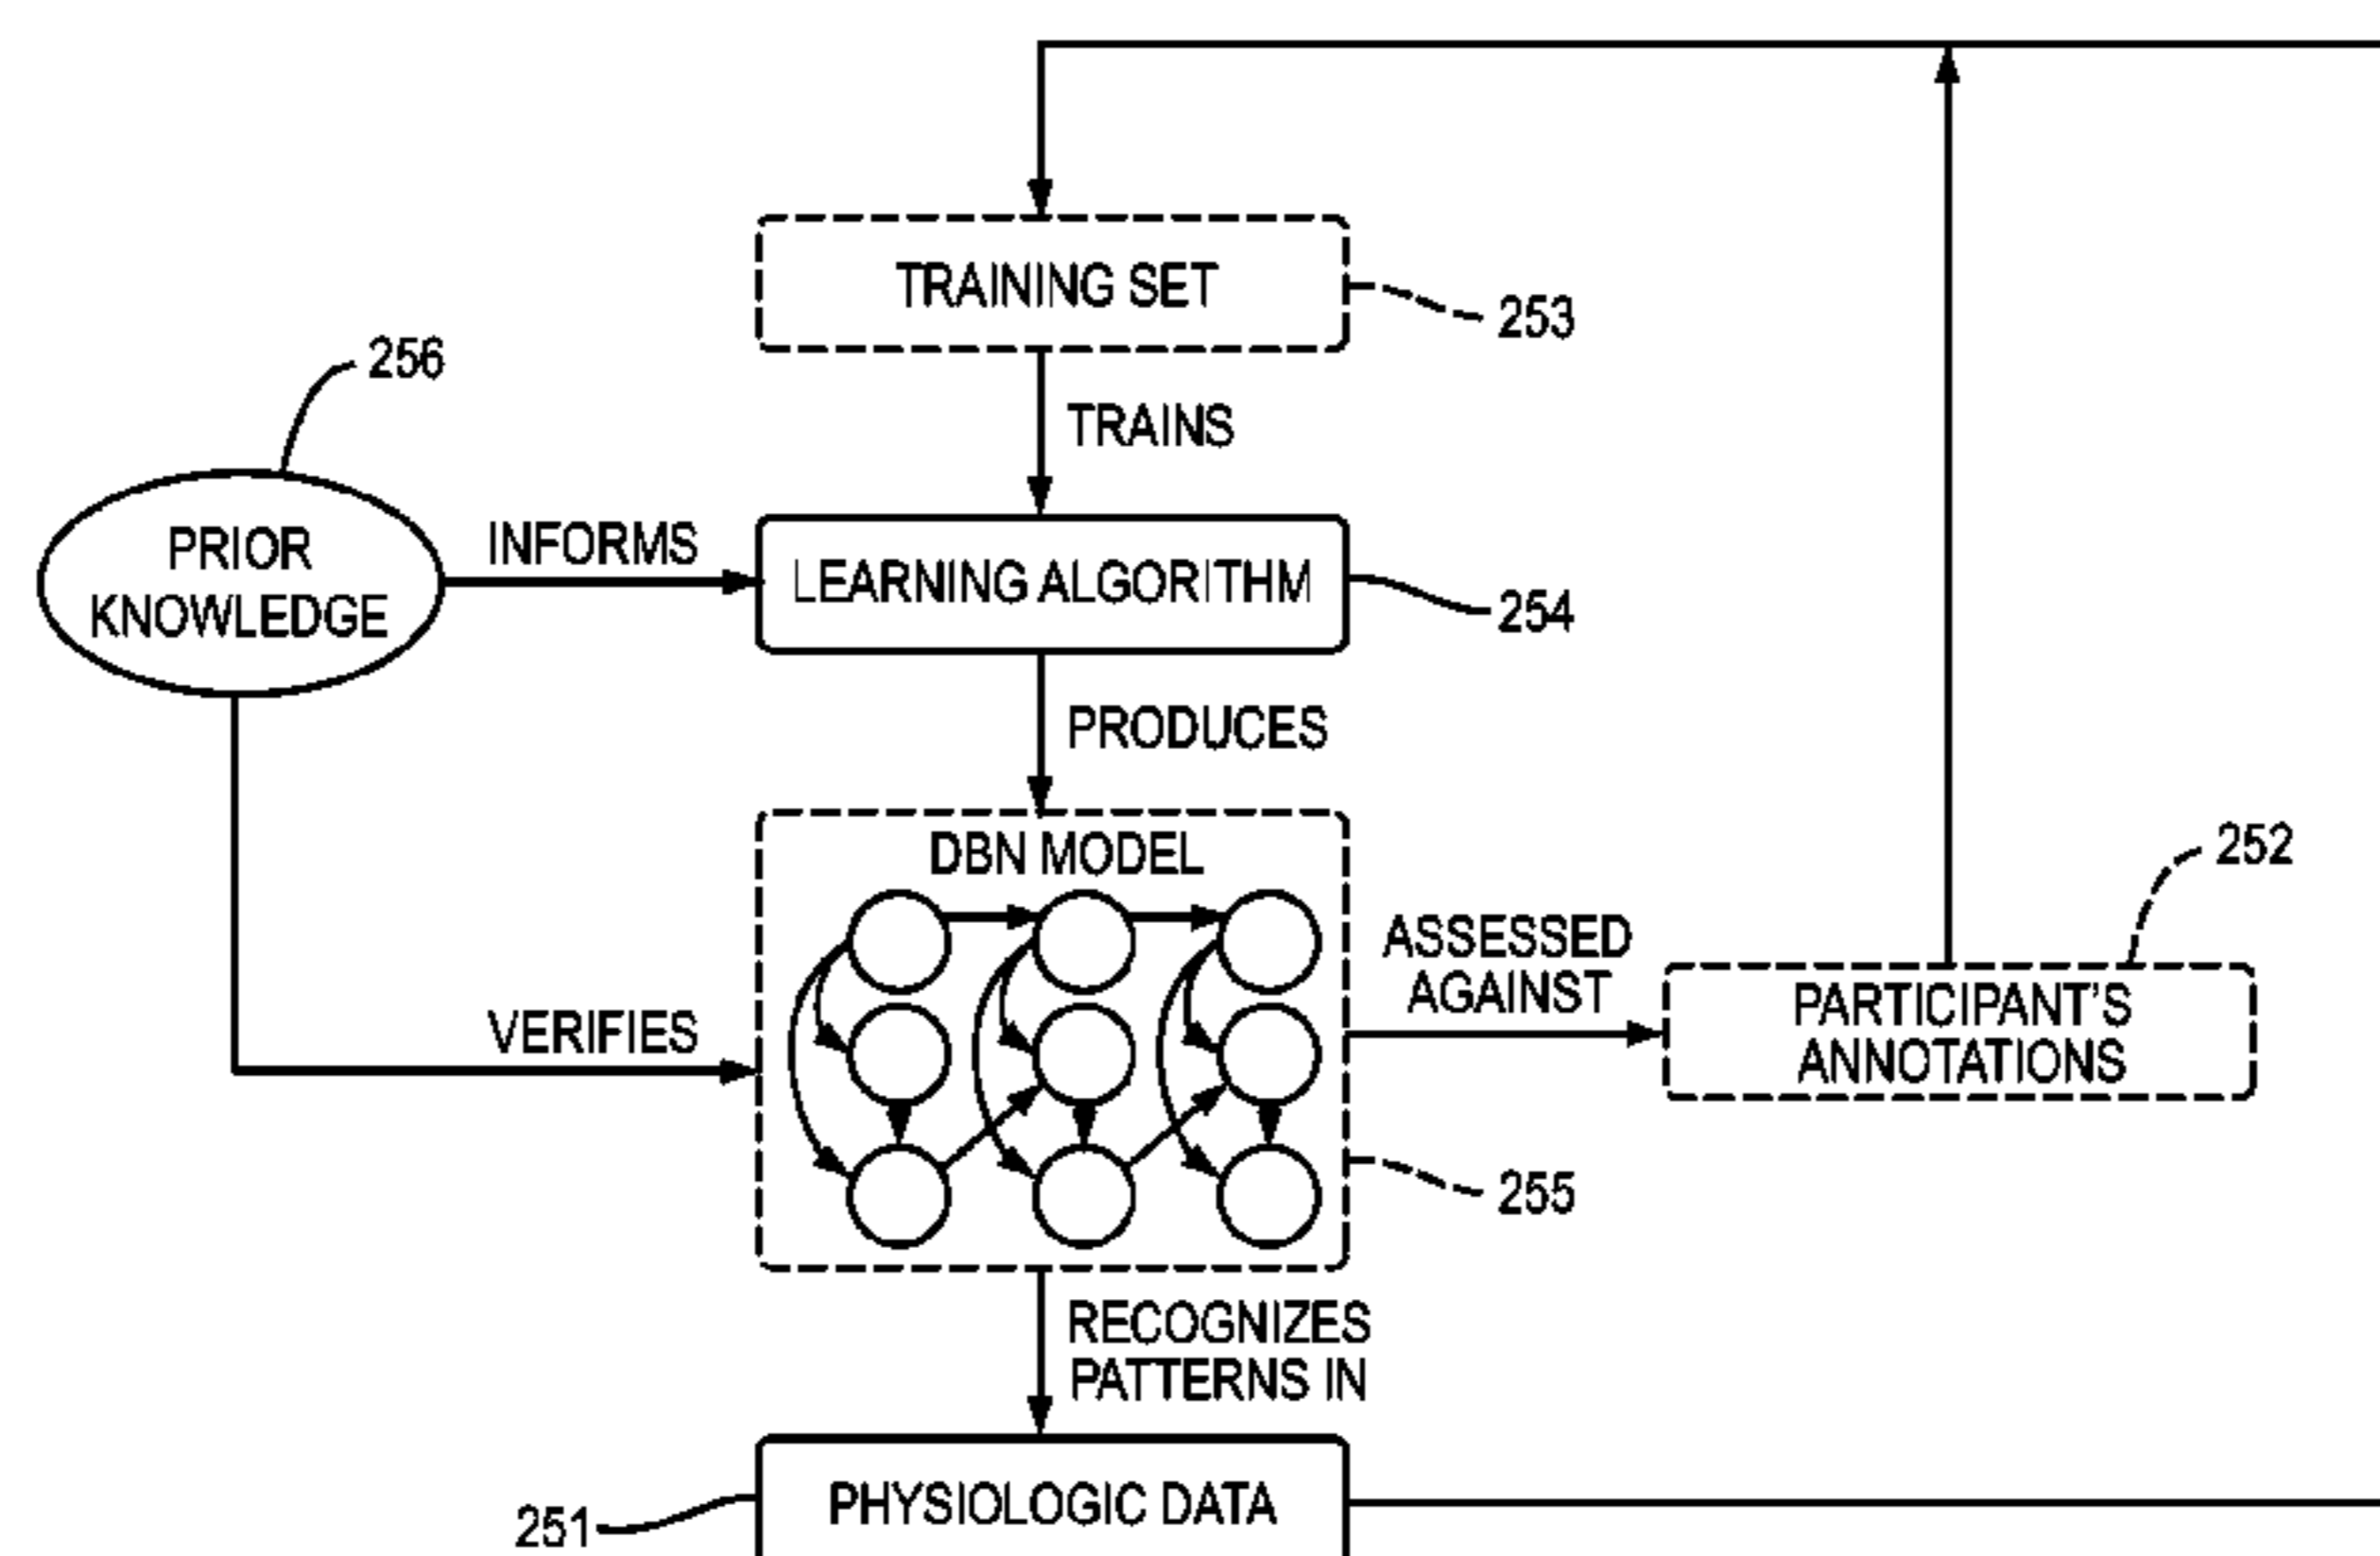 TRAINING SET
253
256
TRAINS
PRIOR
KNOWLEDGE
INFORMS
LEARNING ALGORITHM
254
PRODUCES
DBN MODEL
252
ASSESSED
AGAINST
PARTICIPANT'S
ANNOTATIONS
VERIFIES
255
RECOGNIZES
PATTERNS IN
PHYSIOLOGIC DATA
251